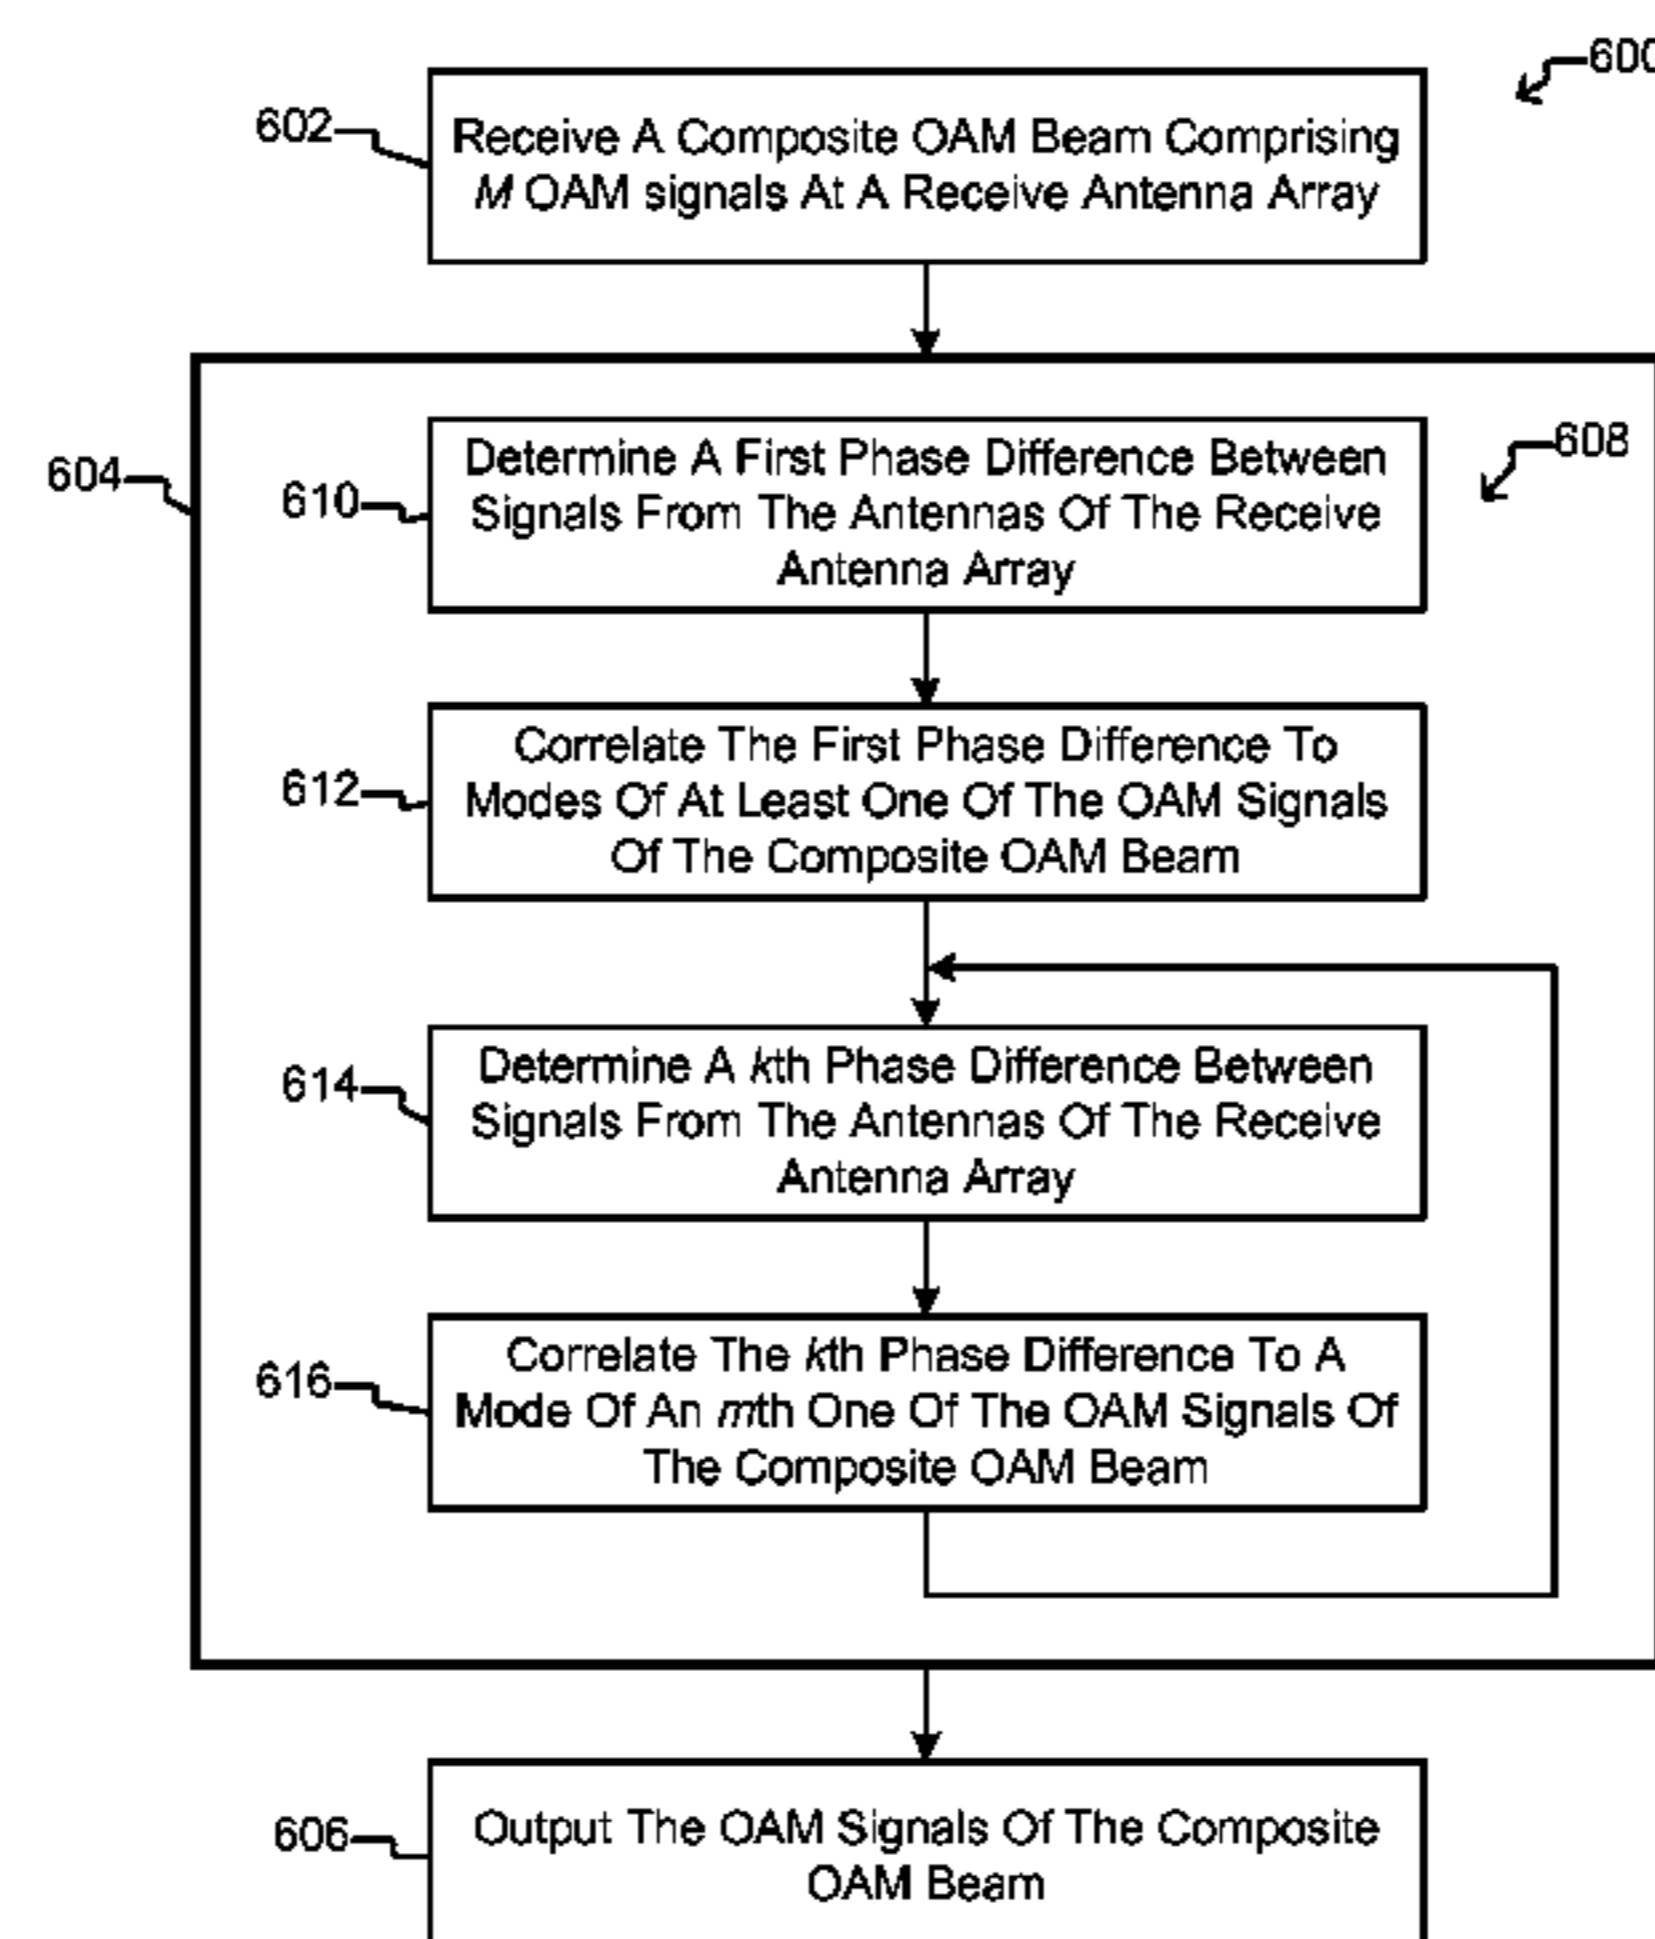 600
602
Receive A Composite OAM Beam Comprising
M OAM signals At A Receive Antenna Array
604
608
610
Determine A First Phase Difference Between
Signals From The Antennas Of The Receive
Antenna Array
612
Correlate The First Phase Difference To
Modes Of At Least One Of The OAM Signals
Of The Composite OAM Beam
614
Determine A kth Phase Difference Between
Signals From The Antennas Of The Receive
Antenna Array
616
Correlate The kth Phase Difference To A
Mode Of An mth One Of The OAM Signals Of
The Composite OAM Beam
606
Output The OAM Signals Of The Composite
OAM Beam